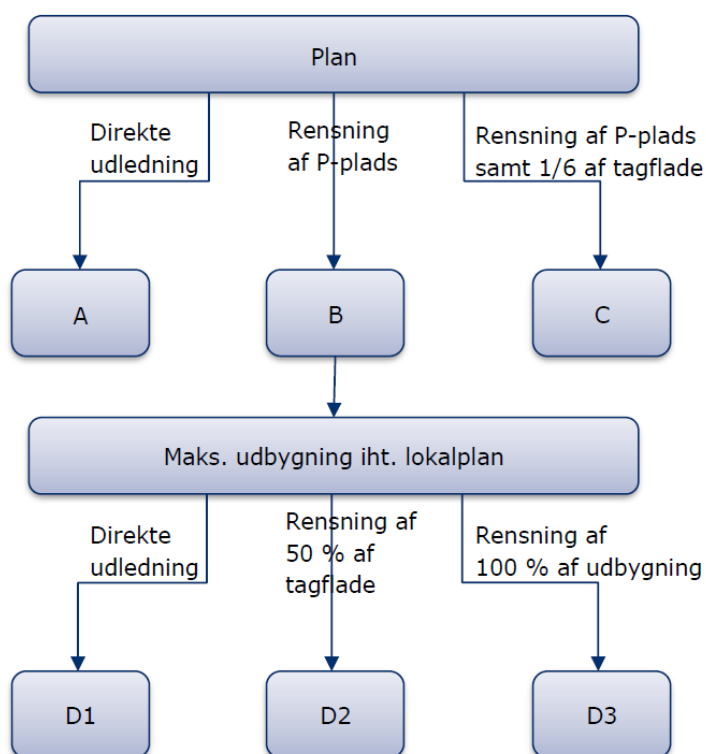 Plan
Direkte
udledning
Rensning
af P-plads
Rensning af P-plads
samt 1/6 af tagflade
A
B
C
Maks. udbygning iht. lokalplan
Direkte
udledning
Rensning af
50 % af
tagflade
Rensning af
100 % af udbygning
D1
D2
D3